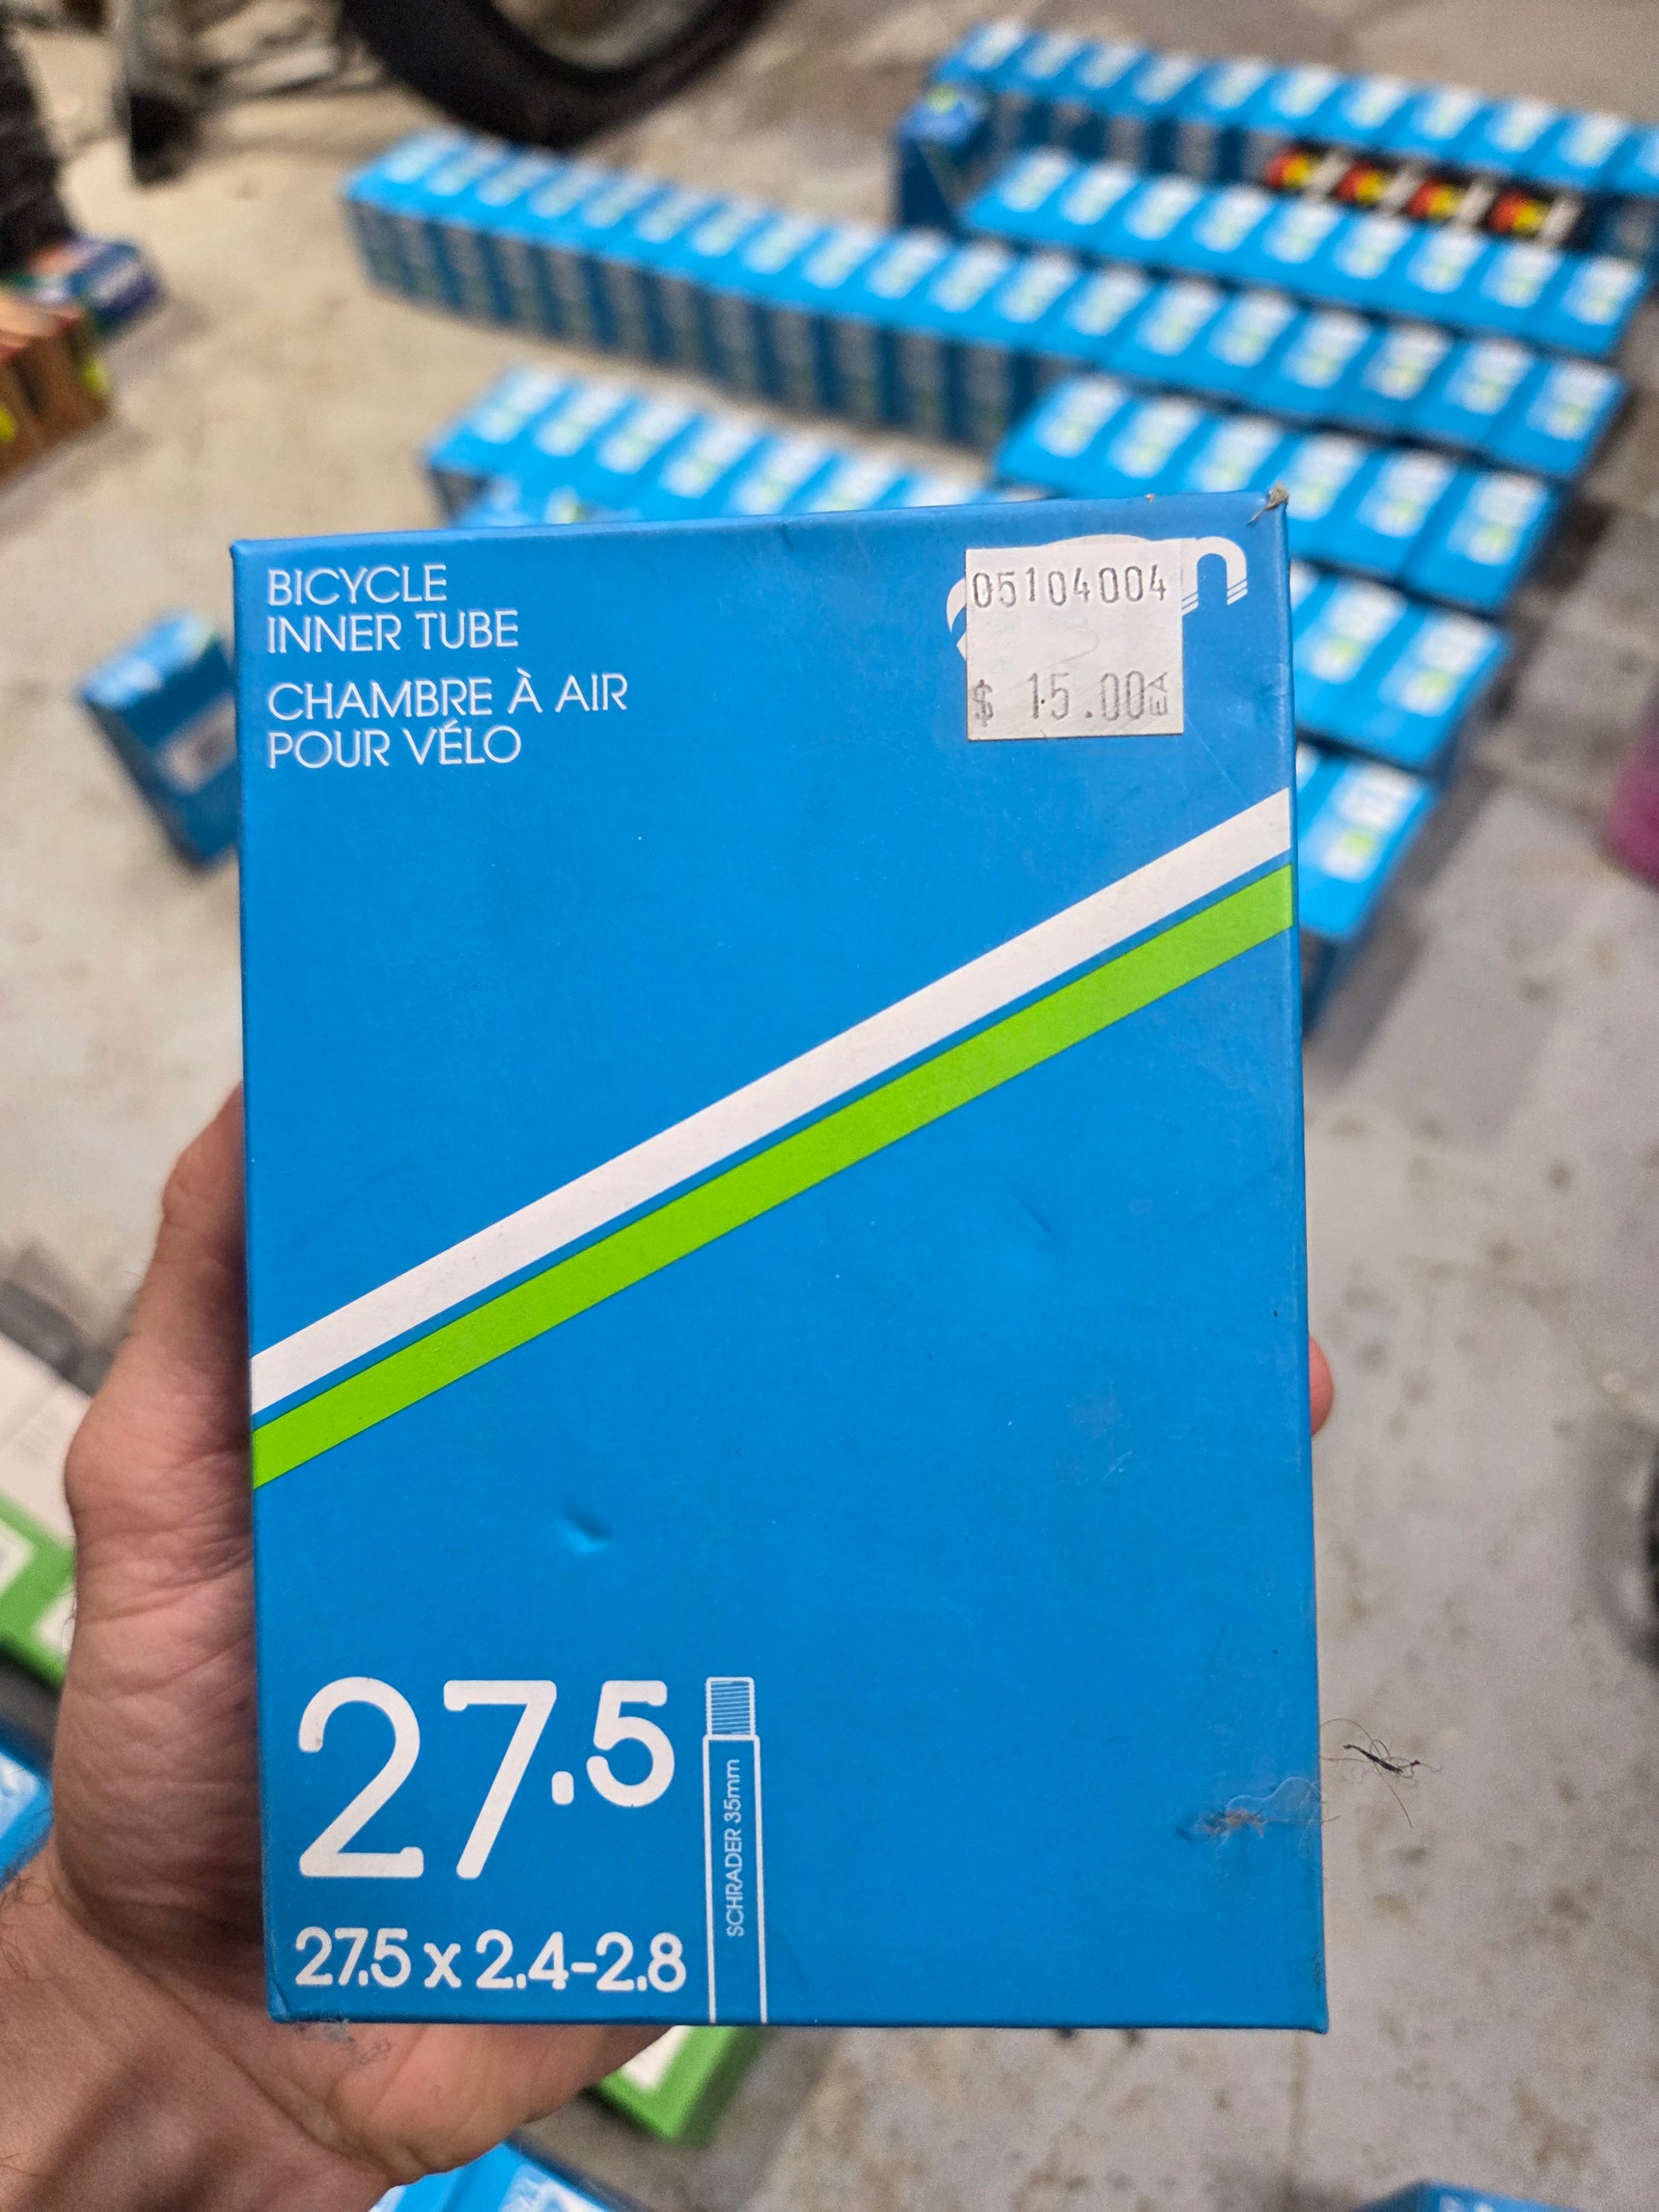 BICYCLE
INNER TUBE
CHAMBRE À AIR
POUR VÉLO
05104004
$ 15.00EA
27.5
SCHRADER 35mm
27.5 x 2.4-2.8